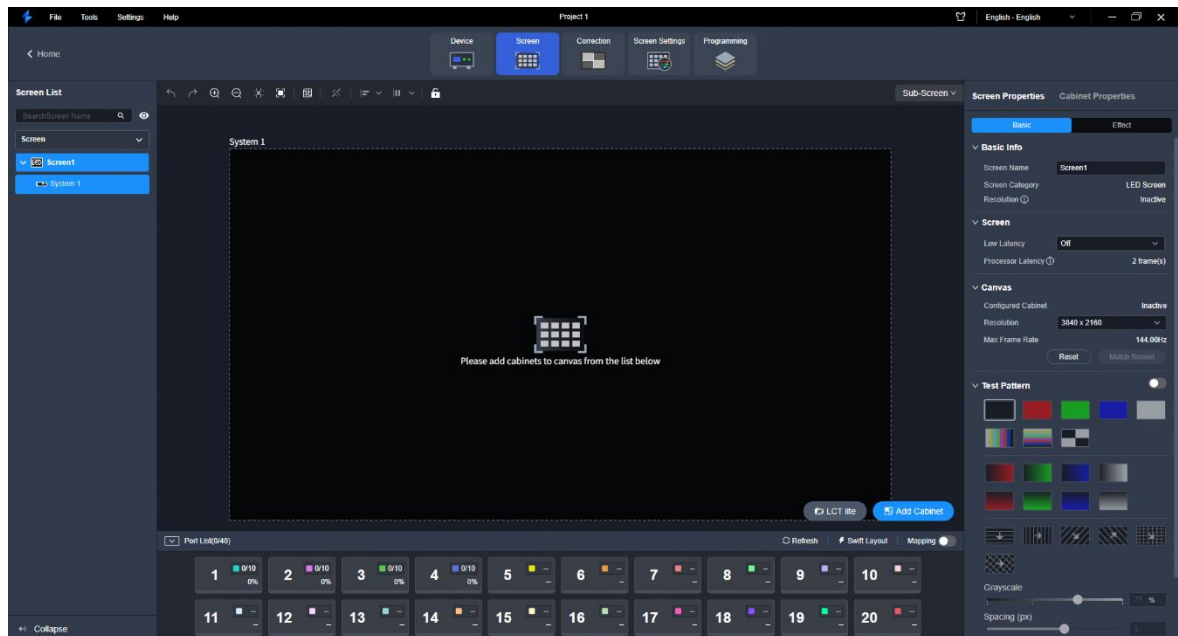 File Tools Settings Help Project 1 English - English
Home
Device Screen Correction Screen Settings Programming
Screen List
SearchScreen Name
Screen
LED Screen1
System 1
Collapse
Sub-Screen
System 1
Please add cabinets to canvas from the list below
LCT lite Add Cabinet
Port List(0/40) Refresh Swift Layout Mapping
1 0/10 0% 2 0/10 0% 3 0/10 0% 4 0/10 0% 5 – – 6 – – 7 – – 8 – – 9 – – 10 – –
11 – – 12 – – 13 – – 14 – – 15 – – 16 – – 17 – – 18 – – 19 – – 20 – –
Screen Properties Cabinet Properties
Basic Effect
Basic Info
Screen Name Screen1
Screen Category LED Screen
Resolution Inactive
Screen
Low Latency Off
Processor Latency 2 frame(s)
Canvas
Configured Cabinet Inactive
Resolution 3840 x 2160
Max Frame Rate 144.00Hz
Reset Match Screen
Test Pattern
Grayscale %
Spacing (px)